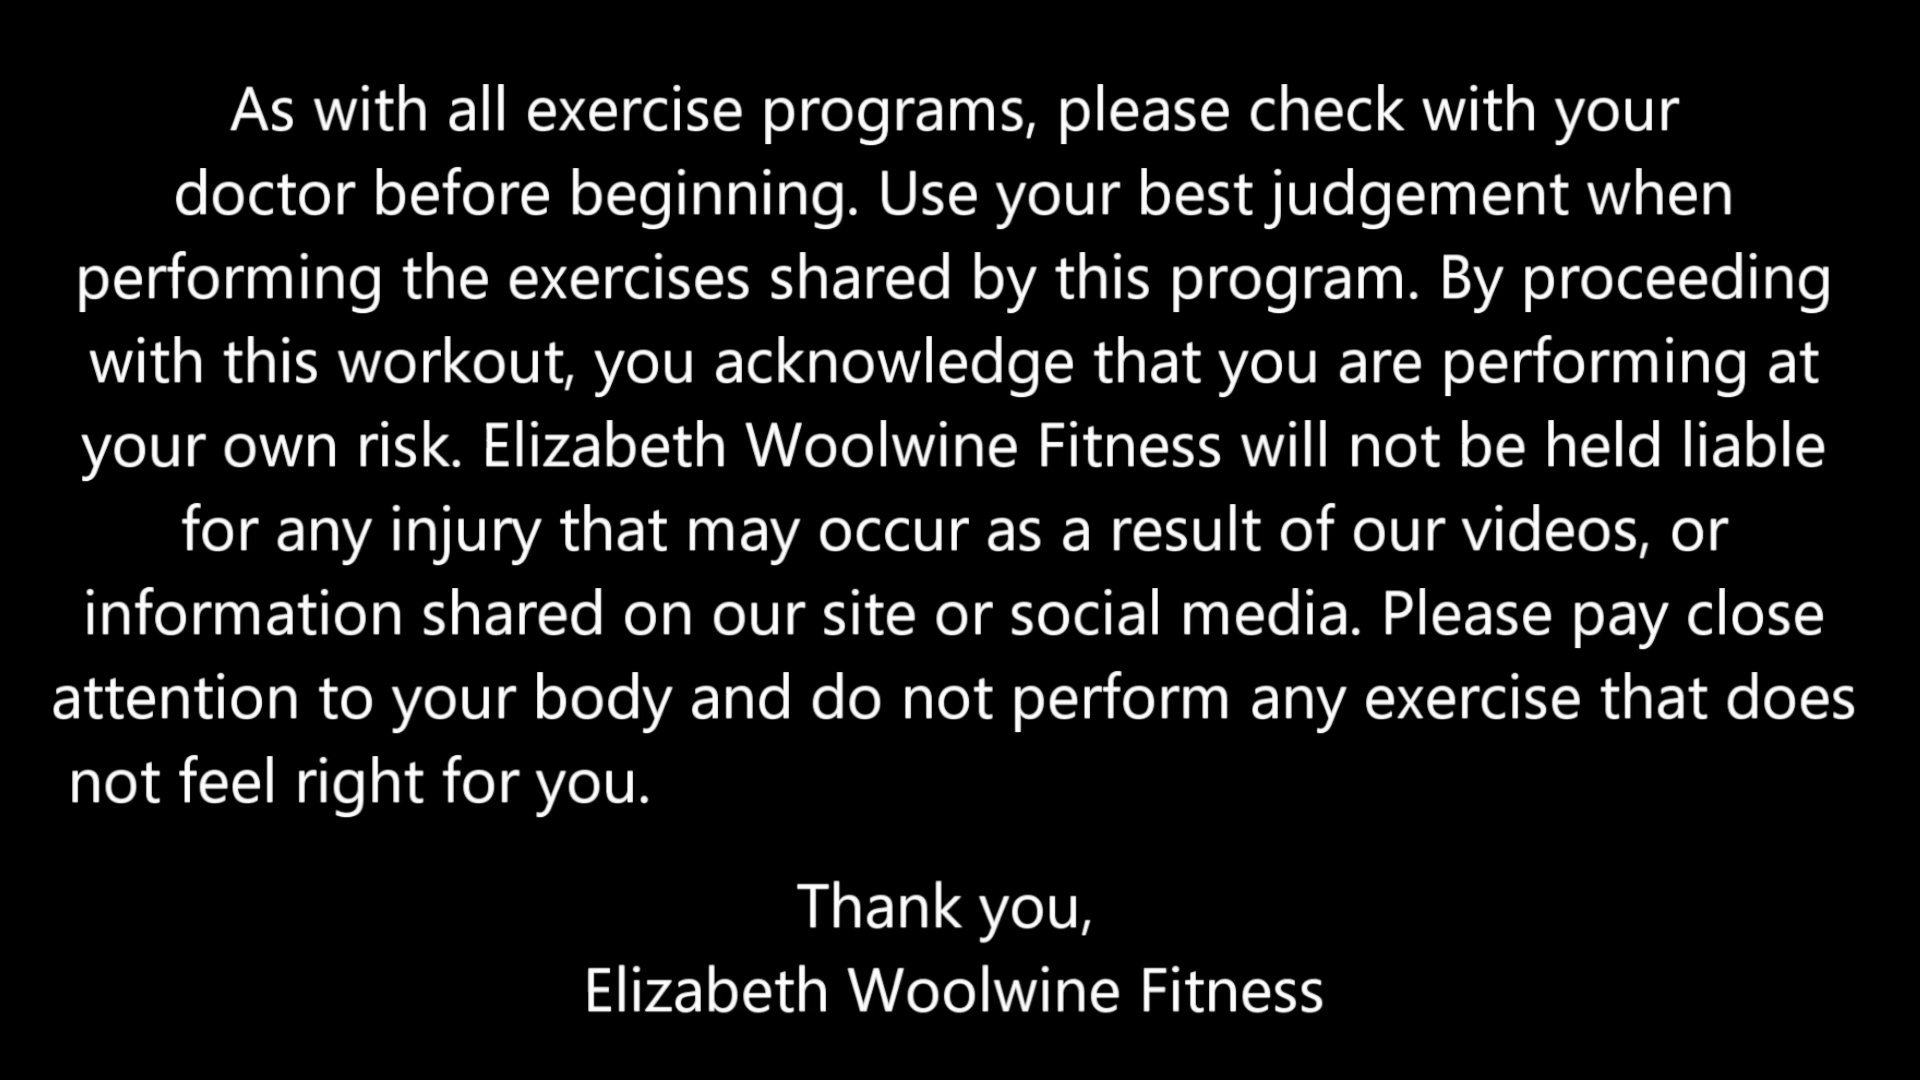 As with all exercise programs, please check with your
doctor before beginning. Use your best judgement when
performing the exercises shared by this program. By proceeding
with this workout, you acknowledge that you are performing at
your own risk. Elizabeth Woolwine Fitness will not be held liable
for any injury that may occur as a result of our videos, or
information shared on our site or social media. Please pay close
attention to your body and do not perform any exercise that does
not feel right for you.
Thank you,
Elizabeth Woolwine Fitness